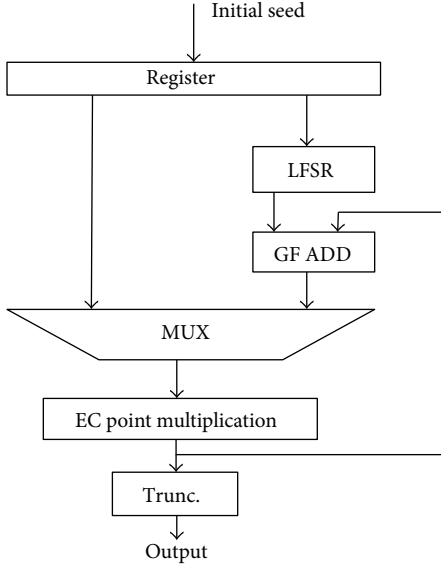 Initial seed
Register
LFSR
GF ADD
MUX
EC point multiplication
Trunc.
Output